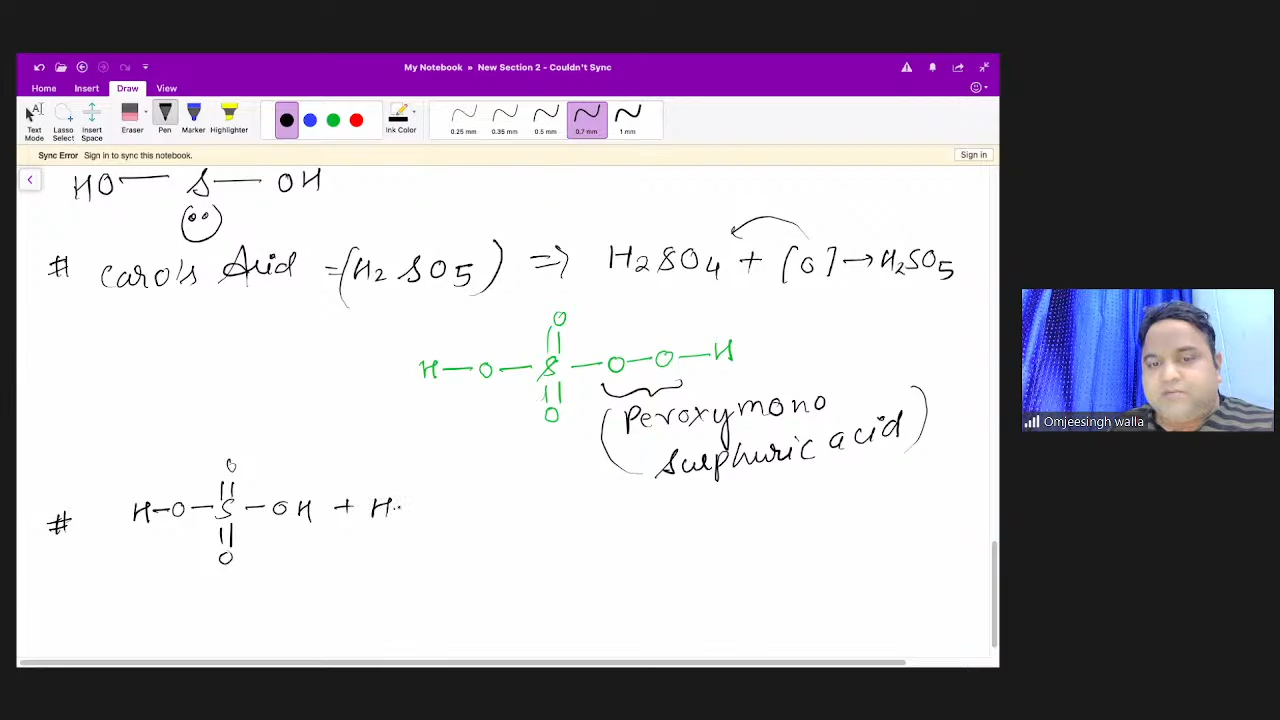 My Notebook » New Section 2 - Couldn't Sync
Home Insert Draw View
Text Mode
Lasso Select
Insert Space
Eraser
Pen
Marker
Highlighter
Ink Color
0.25 mm
0.35 mm
0.5 mm
0.7 mm
1 mm
Sync Error Sign in to sync this notebook.
Sign in
HO — S — OH
# Caro's Acid =(H2SO5) => H2SO4 + [O] → H2SO5
O
H — O — S — O — O — H
O
(Peroxymono
sulphuric acid)
O
# H — O — S — OH + H
O
Omjeesingh walla